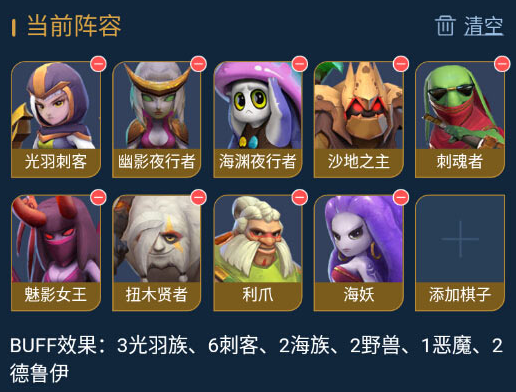 当前阵容
清空
光羽刺客 幽影夜行者 海渊夜行者 沙地之主 刺魂者
魅影女王 扭木贤者 利爪 海妖 添加棋子
BUFF效果：3光羽族、6刺客、2海族、2野兽、1恶魔、2
德鲁伊